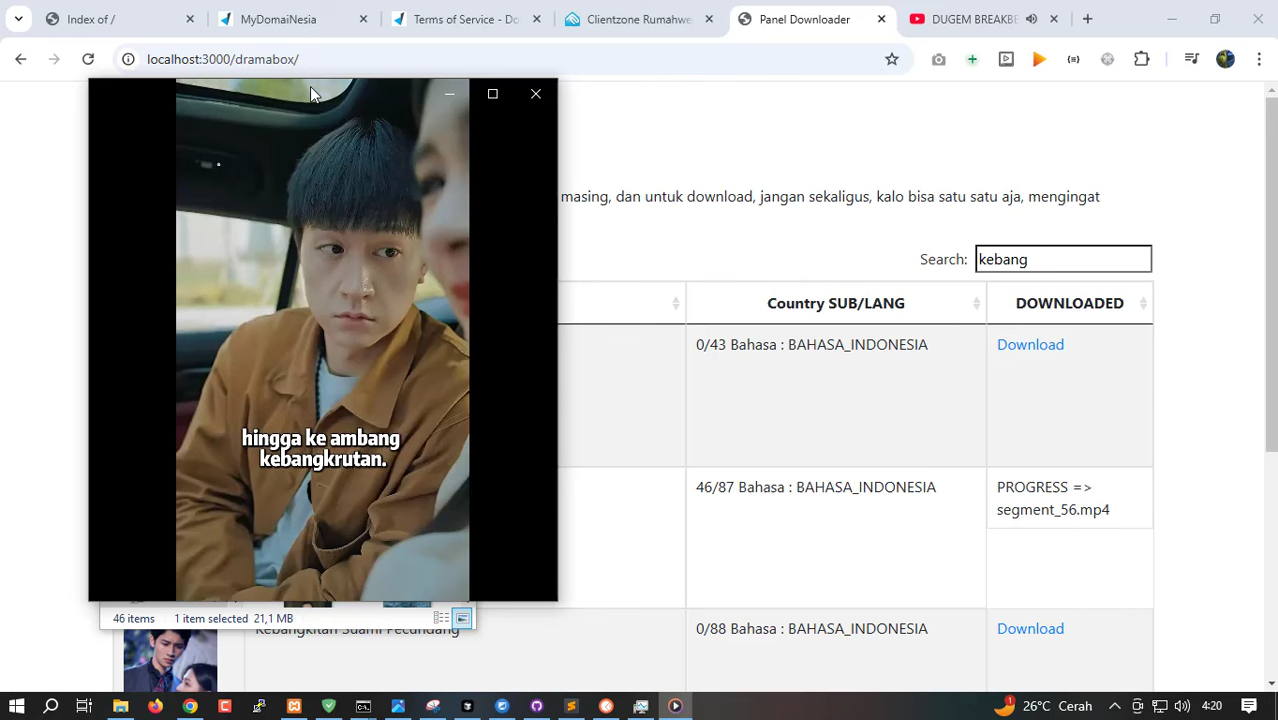 Index of /
MyDomaiNesia
Terms of Service - Do
Clientzone Rumahwe
Panel Downloader
DUGEM BREAKBE
localhost:3000/dramabox/
masing, dan untuk download, jangan sekaligus, kalo bisa satu satu aja, mengingat
Search: kebang
Country SUB/LANG
DOWNLOADED
0/43 Bahasa : BAHASA_INDONESIA
Download
hingga ke ambang
kebangkrutan.
46/87 Bahasa : BAHASA_INDONESIA
PROGRESS =>
segment_56.mp4
46 items
1 item selected
21,1 MB
Kebangkitan Suami Pecundang
0/88 Bahasa : BAHASA_INDONESIA
Download
1
26°C Cerah
4:20